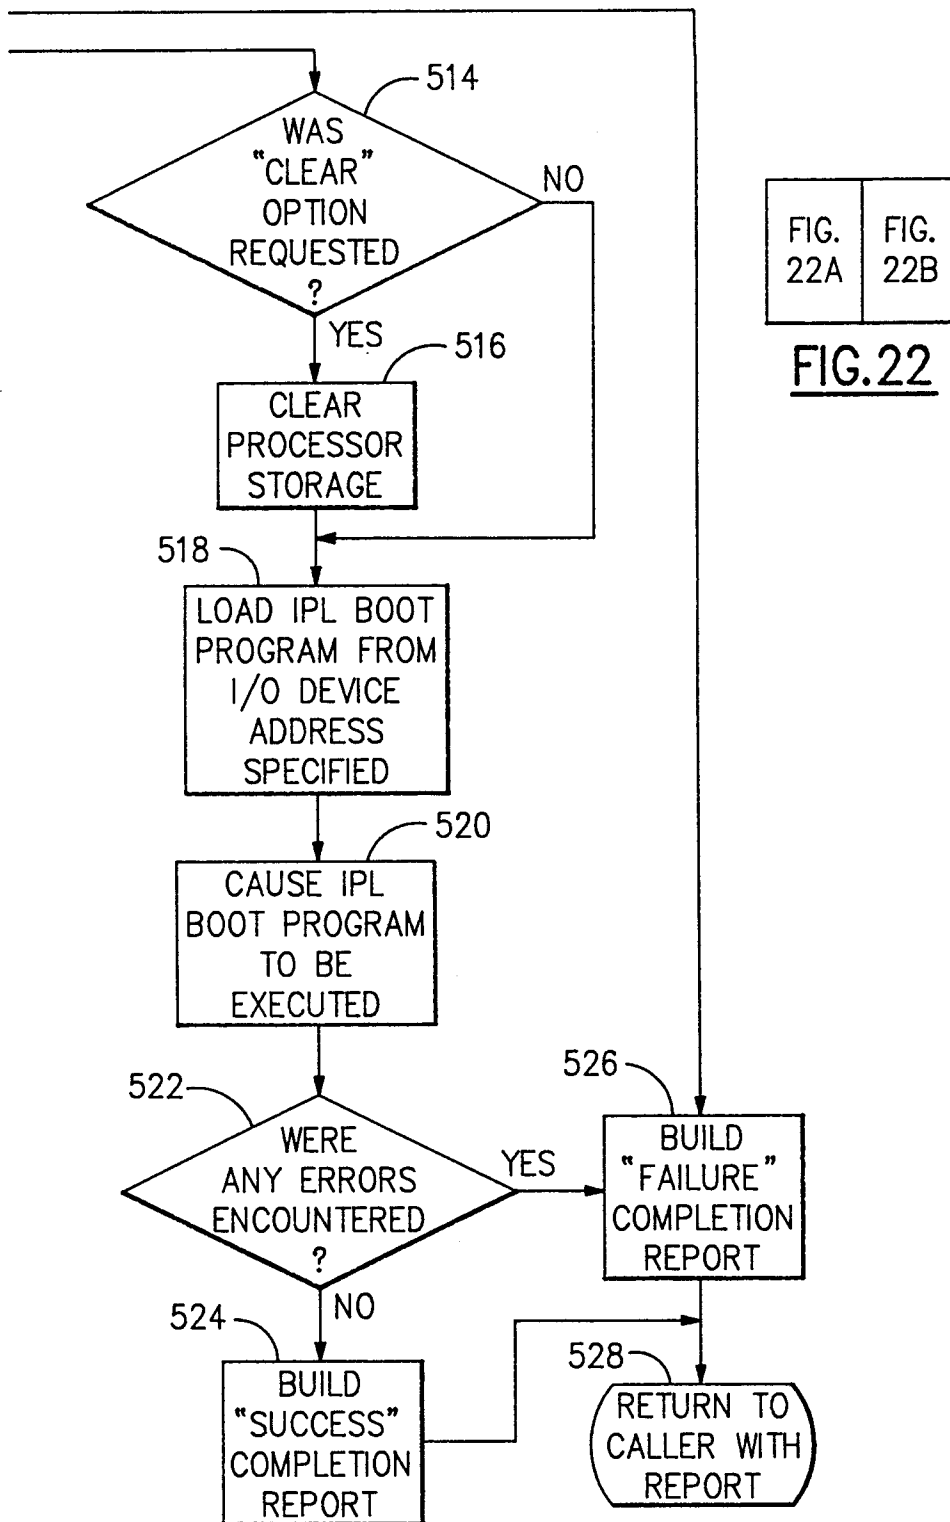 514
WAS
"CLEAR"
OPTION
REQUESTED
?
NO
YES
FIG.
22A
FIG.
22B
FIG.22
516
CLEAR
PROCESSOR
STORAGE
518
LOAD IPL BOOT
PROGRAM FROM
I/O DEVICE
ADDRESS
SPECIFIED
520
CAUSE IPL
BOOT PROGRAM
TO BE
EXECUTED
522
WERE
ANY ERRORS
ENCOUNTERED
?
YES
NO
526
BUILD
"FAILURE"
COMPLETION
REPORT
524
BUILD
"SUCCESS"
COMPLETION
REPORT
528
RETURN TO
CALLER WITH
REPORT